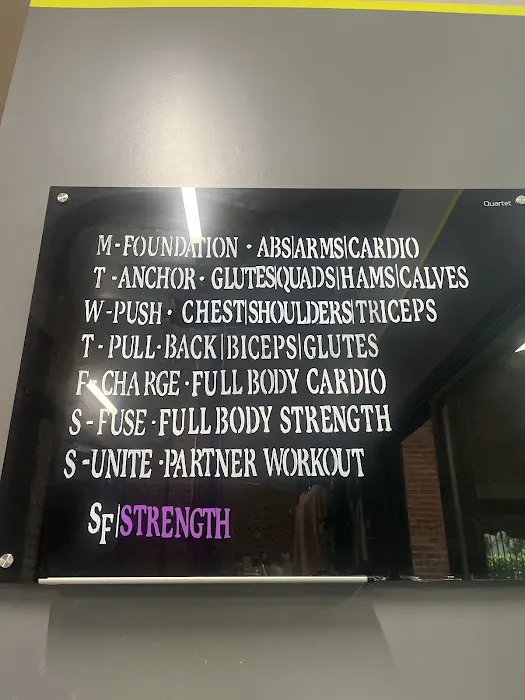 Quartet
M-FOUNDATION · ABS|ARMS|CARDIO
T-ANCHOR· GLUTES|QUADS|HAMS|CALVES
W-PUSH· CHEST|SHOULDERS|TRICEPS
T-PULL·BACK|BICEPS|GLUTES
F-CHARGE·FULL BODY CARDIO
S-FUSE·FULL BODY STRENGTH
S-UNITE·PARTNER WORKOUT
SF|STRENGTH